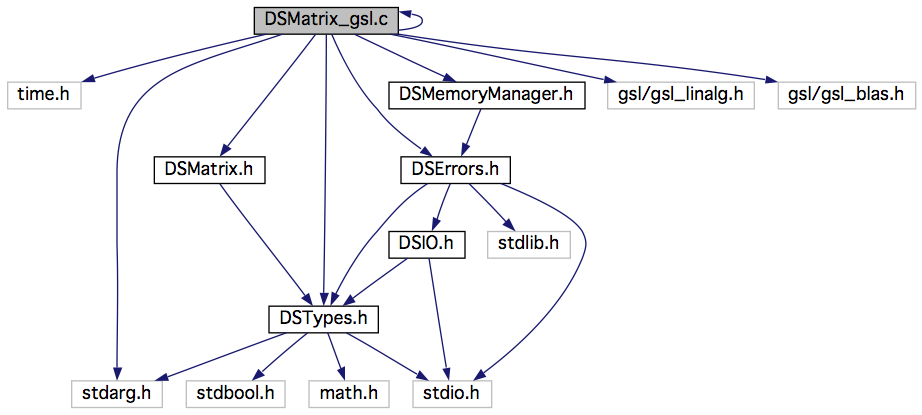 DSMatrix_gsl.c
time.h
DSMemoryManager.h
gsl/gsl_linalg.h
gsl/gsl_blas.h
DSMatrix.h
DSErrors.h
DSIO.h
stdlib.h
DSTypes.h
stdarg.h
stdbool.h
math.h
stdio.h